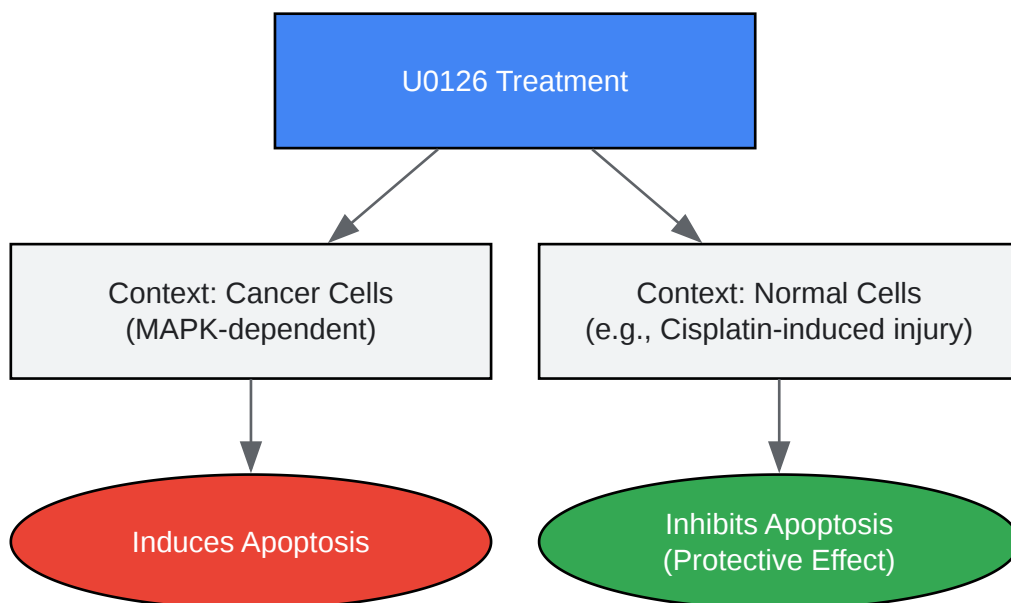 U0126 Treatment
Context: Cancer Cells
(MAPK-dependent)
Context: Normal Cells
(e.g., Cisplatin-induced injury)
Induces Apoptosis
Inhibits Apoptosis
(Protective Effect)